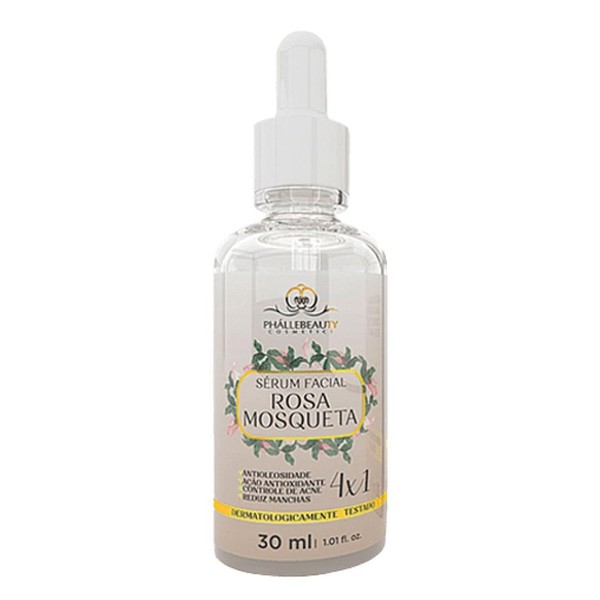 PHÁLLEBEAUTY
COSMETICS
SÉRUM FACIAL
ROSA
MOSQUETA
ANTIOLEOSIDADE
AÇÃO ANTIOXIDANTE
CONTROLE DE ACNE
REDUZ MANCHAS
4x1
DERMATOLOGICAMENTE TESTADO
30 ml | 1.01 fl. oz.